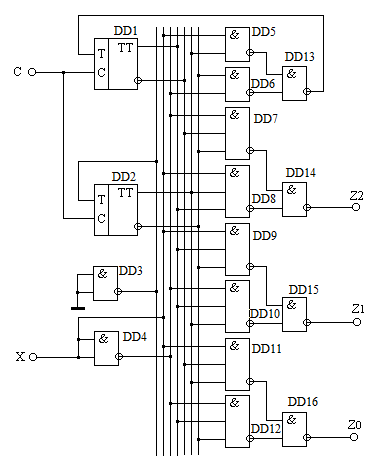 DD1
DD5
T TT
&
DD13
C
C
&
&
DD6
DD7
&
DD2
DD14
T TT
&
&
Z2
C
DD8
DD9
&
DD3
&
DD15
&
&
Z1
DD10
DD4
&
X
DD11
&
DD16
&
&
Z0
DD12